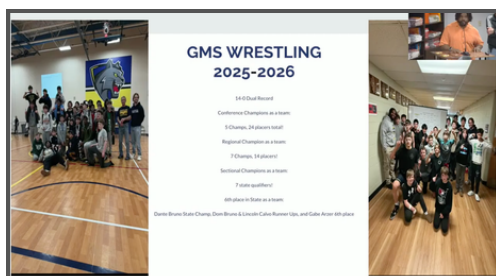 GMS WRESTLING
2025-2026
14-0 Dual Record
Conference Champions as a team:
5 Champs, 24 placers total!
Regional Champion as a team:
7 Champs, 14 placers!
Sectional Champions as a team:
7 state qualifiers!
6th place in State as a team:
Dante Bruno State Champ, Dom Bruno & Lincoln Calvo Runner Ups, and Gabe Arzer 6th place